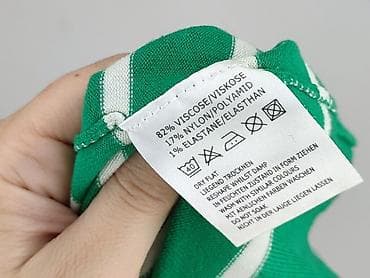 82% VISCOSE/VISKOSE
17% NYLON/POLYAMID
1% ELASTANE/ELASTHAN
40
DRY FLAT
LIEGEND TROCKNEN
RESHAPE WHILST DAMP
IN FEUCHTEN ZUSTAND IN FORM ZIEHEN
WASH WITH SIMILAR COLOURS
MIT AEHNLICHEN FARBEN WASCHEN
DO NOT SOAK
NICHT IN DER LAUGE LIEGEN LASSEN